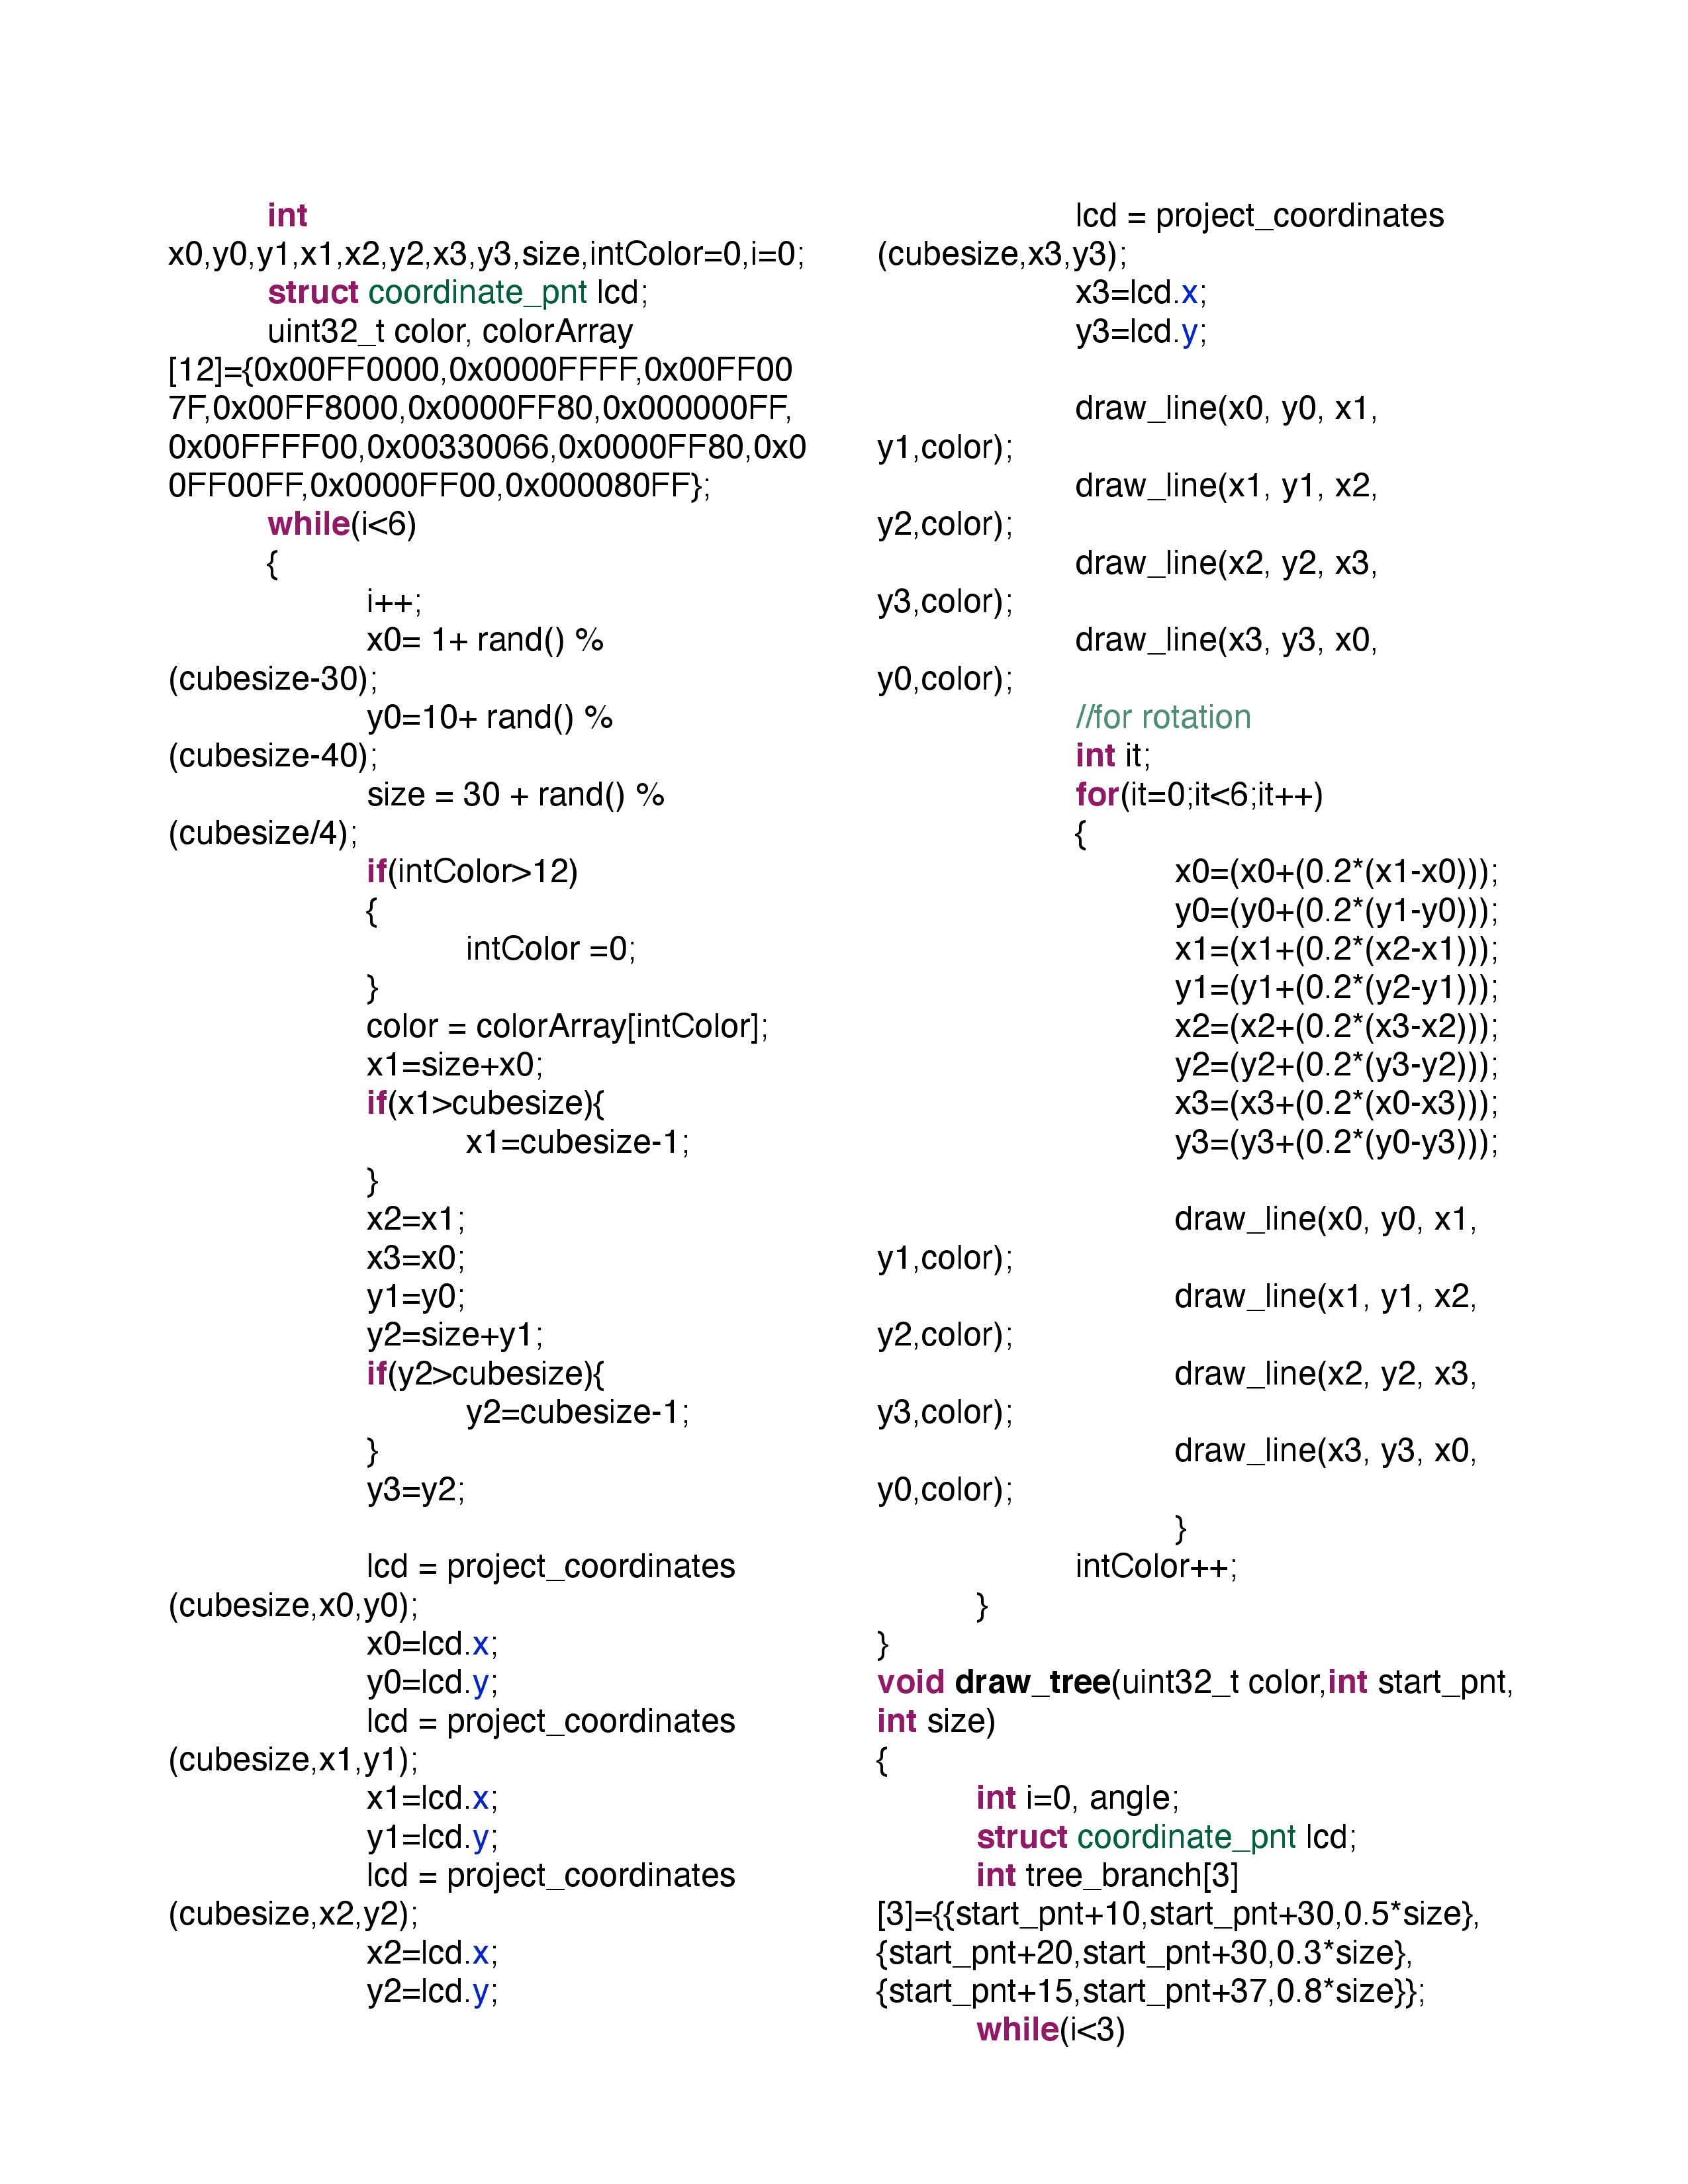 int
x0,y0,y1,x1,x2,y2,x3,y3,size,intColor=0,i=0;
struct coordinate_pnt lcd;
uint32_t color, colorArray
[12]={0x00FF0000,0x0000FFFF,0x00FF00
7F,0x00FF8000,0x0000FF80,0x000000FF,
0x00FFFF00,0x00330066,0x0000FF80,0x0
0FF00FF,0x0000FF00,0x000080FF};
while(i<6)
{
i++;
x0= 1+ rand() %
(cubesize-30);
y0=10+ rand() %
(cubesize-40);
size = 30 + rand() %
(cubesize/4);
if(intColor>12)
{
intColor =0;
}
color = colorArray[intColor];
x1=size+x0;
if(x1>cubesize){
x1=cubesize-1;
}
x2=x1;
x3=x0;
y1=y0;
y2=size+y1;
if(y2>cubesize){
y2=cubesize-1;
}
y3=y2;
lcd = project_coordinates
(cubesize,x0,y0);
x0=lcd.x;
y0=lcd.y;
lcd = project_coordinates
(cubesize,x1,y1);
x1=lcd.x;
y1=lcd.y;
lcd = project_coordinates
(cubesize,x2,y2);
x2=lcd.x;
y2=lcd.y;
lcd = project_coordinates
(cubesize,x3,y3);
x3=lcd.x;
y3=lcd.y;
draw_line(x0, y0, x1,
y1,color);
draw_line(x1, y1, x2,
y2,color);
draw_line(x2, y2, x3,
y3,color);
draw_line(x3, y3, x0,
y0,color);
//for rotation
int it;
for(it=0;it<6;it++)
{
x0=(x0+(0.2*(x1-x0)));
y0=(y0+(0.2*(y1-y0)));
x1=(x1+(0.2*(x2-x1)));
y1=(y1+(0.2*(y2-y1)));
x2=(x2+(0.2*(x3-x2)));
y2=(y2+(0.2*(y3-y2)));
x3=(x3+(0.2*(x0-x3)));
y3=(y3+(0.2*(y0-y3)));
draw_line(x0, y0, x1,
y1,color);
draw_line(x1, y1, x2,
y2,color);
draw_line(x2, y2, x3,
y3,color);
draw_line(x3, y3, x0,
y0,color);
}
intColor++;
}
}
void draw_tree(uint32_t color,int start_pnt,
int size)
{
int i=0, angle;
struct coordinate_pnt lcd;
int tree_branch[3]
[3]={{start_pnt+10,start_pnt+30,0.5*size},
{start_pnt+20,start_pnt+30,0.3*size},
{start_pnt+15,start_pnt+37,0.8*size}};
while(i<3)